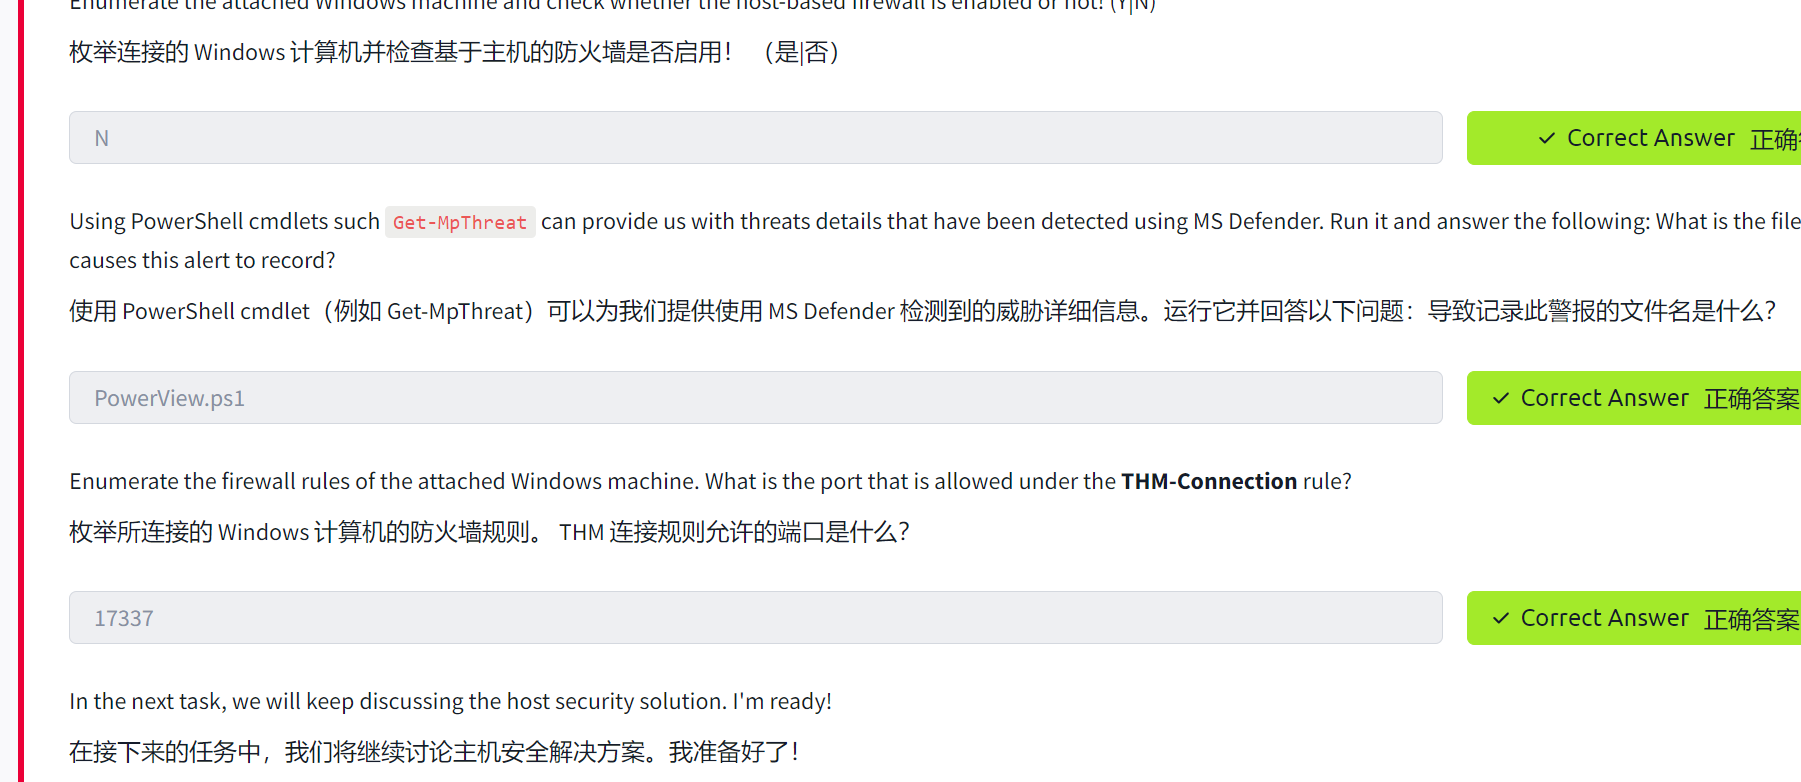 Enumerate the attached Windows machine and check whether the host-based firewall is enabled or not! (Y|N)
枚举连接的 Windows 计算机并检查基于主机的防火墙是否启用！ （是|否）
N
✓ Correct Answer 正确
Using PowerShell cmdlets such Get-MpThreat can provide us with threats details that have been detected using MS Defender. Run it and answer the following: What is the file
causes this alert to record?
使用 PowerShell cmdlet（例如 Get-MpThreat）可以为我们提供使用 MS Defender 检测到的威胁详细信息。运行它并回答以下问题：导致记录此警报的文件名是什么？
PowerView.ps1
✓ Correct Answer 正确答案
Enumerate the firewall rules of the attached Windows machine. What is the port that is allowed under the THM-Connection rule?
枚举所连接的 Windows 计算机的防火墙规则。 THM 连接规则允许的端口是什么？
17337
✓ Correct Answer 正确答案
In the next task, we will keep discussing the host security solution. I'm ready!
在接下来的任务中，我们将继续讨论主机安全解决方案。我准备好了！